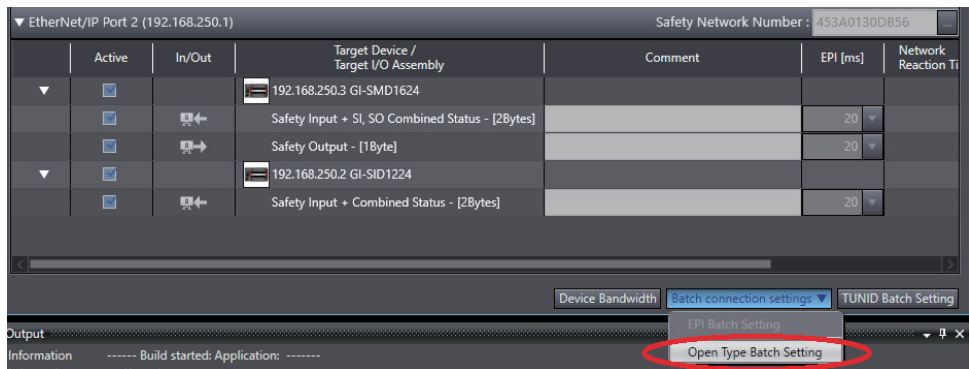 ▼ EtherNet/IP Port 2 (192.168.250.1) Safety Network Number : 453A0130DB56 ...
Active In/Out Target Device / Target I/O Assembly Comment EPI [ms] Network Reaction Ti
▼ 192.168.250.3 GI-SMD1624
Safety Input + SI, SO Combined Status - [2Bytes] 20
Safety Output - [1Byte] 20
▼ 192.168.250.2 GI-SID1224
Safety Input + Combined Status - [2Bytes] 20
Device Bandwidth Batch connection settings ▼ TUNID Batch Setting
EPI Batch Setting
Output
Open Type Batch Setting
Information ------ Build started: Application: -------